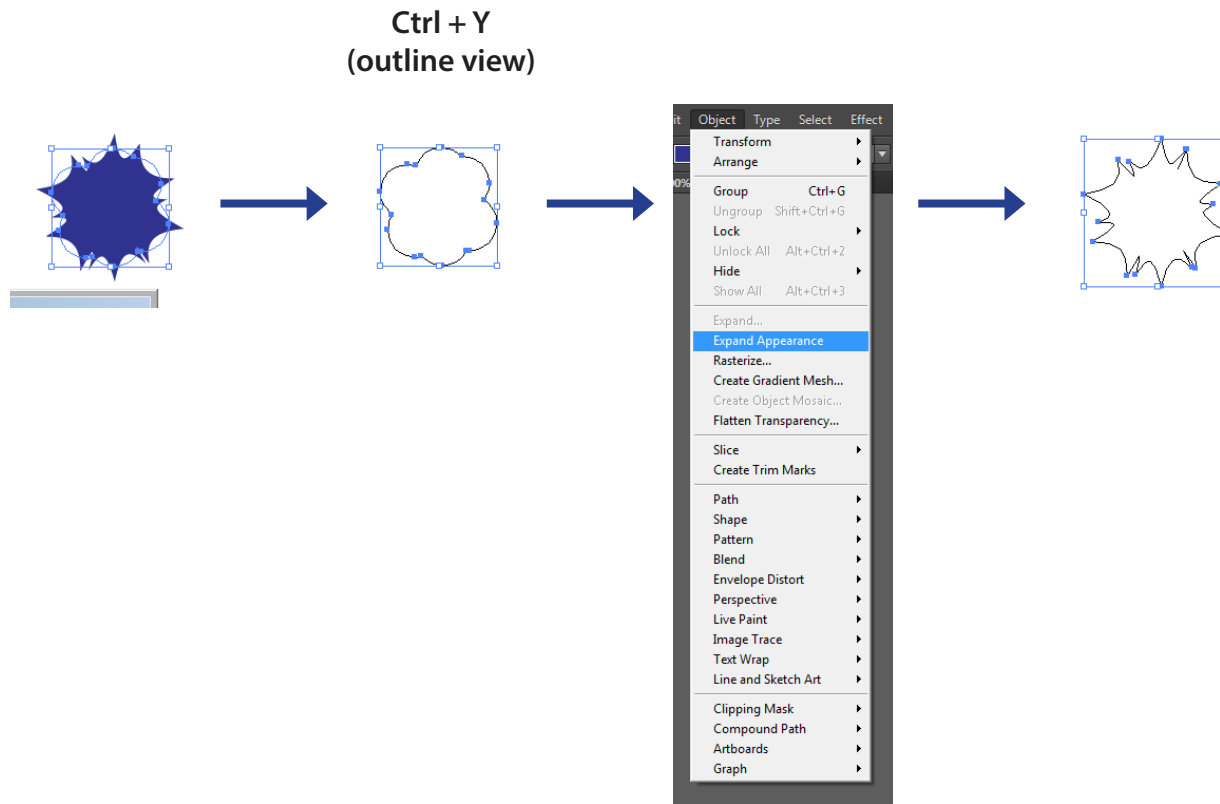 Ctrl + Y
(outline view)
it Object Type Select Effect
Transform
Arrange
00%
Group Ctrl+G
Ungroup Shift+Ctrl+G
Lock
Unlock All Alt+Ctrl+2
Hide
Show All Alt+Ctrl+3
Expand...
Expand Appearance
Rasterize...
Create Gradient Mesh...
Create Object Mosaic...
Flatten Transparency...
Slice
Create Trim Marks
Path
Shape
Pattern
Blend
Envelope Distort
Perspective
Live Paint
Image Trace
Text Wrap
Line and Sketch Art
Clipping Mask
Compound Path
Artboards
Graph